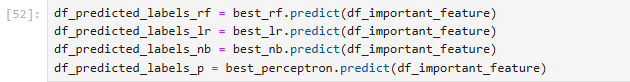 [52]: df_predicted_labels_rf = best_rf.predict(df_important_feature)
df_predicted_labels_lr = best_lr.predict(df_important_feature)
df_predicted_labels_nb = best_nb.predict(df_important_feature)
df_predicted_labels_p = best_perceptron.predict(df_important_feature)